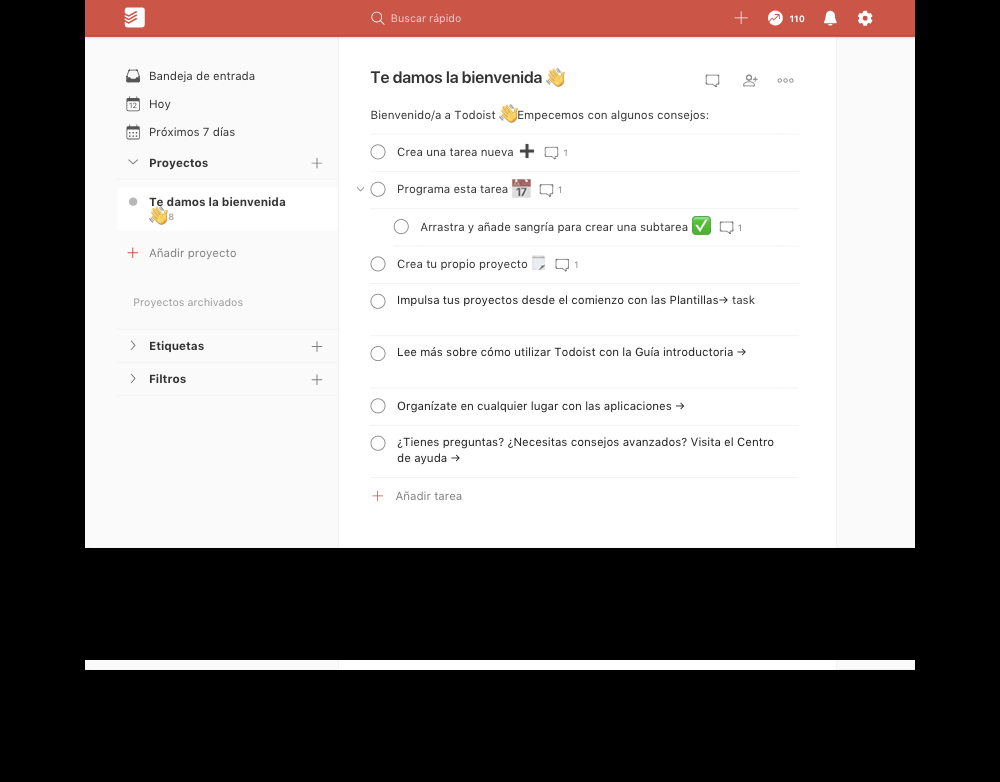 Buscar rápido
110
Bandeja de entrada
12 Hoy
Próximos 7 días
Proyectos
Te damos la bienvenida
👋8
Añadir proyecto
Proyectos archivados
Etiquetas
Filtros
Te damos la bienvenida 👋
Bienvenido/a a Todoist 👋Empecemos con algunos consejos:
Crea una tarea nueva ➕ 1
Programa esta tarea 📅 17 1
Arrastra y añade sangría para crear una subtarea ✅ 1
Crea tu propio proyecto 🗒 1
Impulsa tus proyectos desde el comienzo con las Plantillas→ task
Lee más sobre cómo utilizar Todoist con la Guía introductoria →
Organízate en cualquier lugar con las aplicaciones →
¿Tienes preguntas? ¿Necesitas consejos avanzados? Visita el Centro
de ayuda →
Añadir tarea